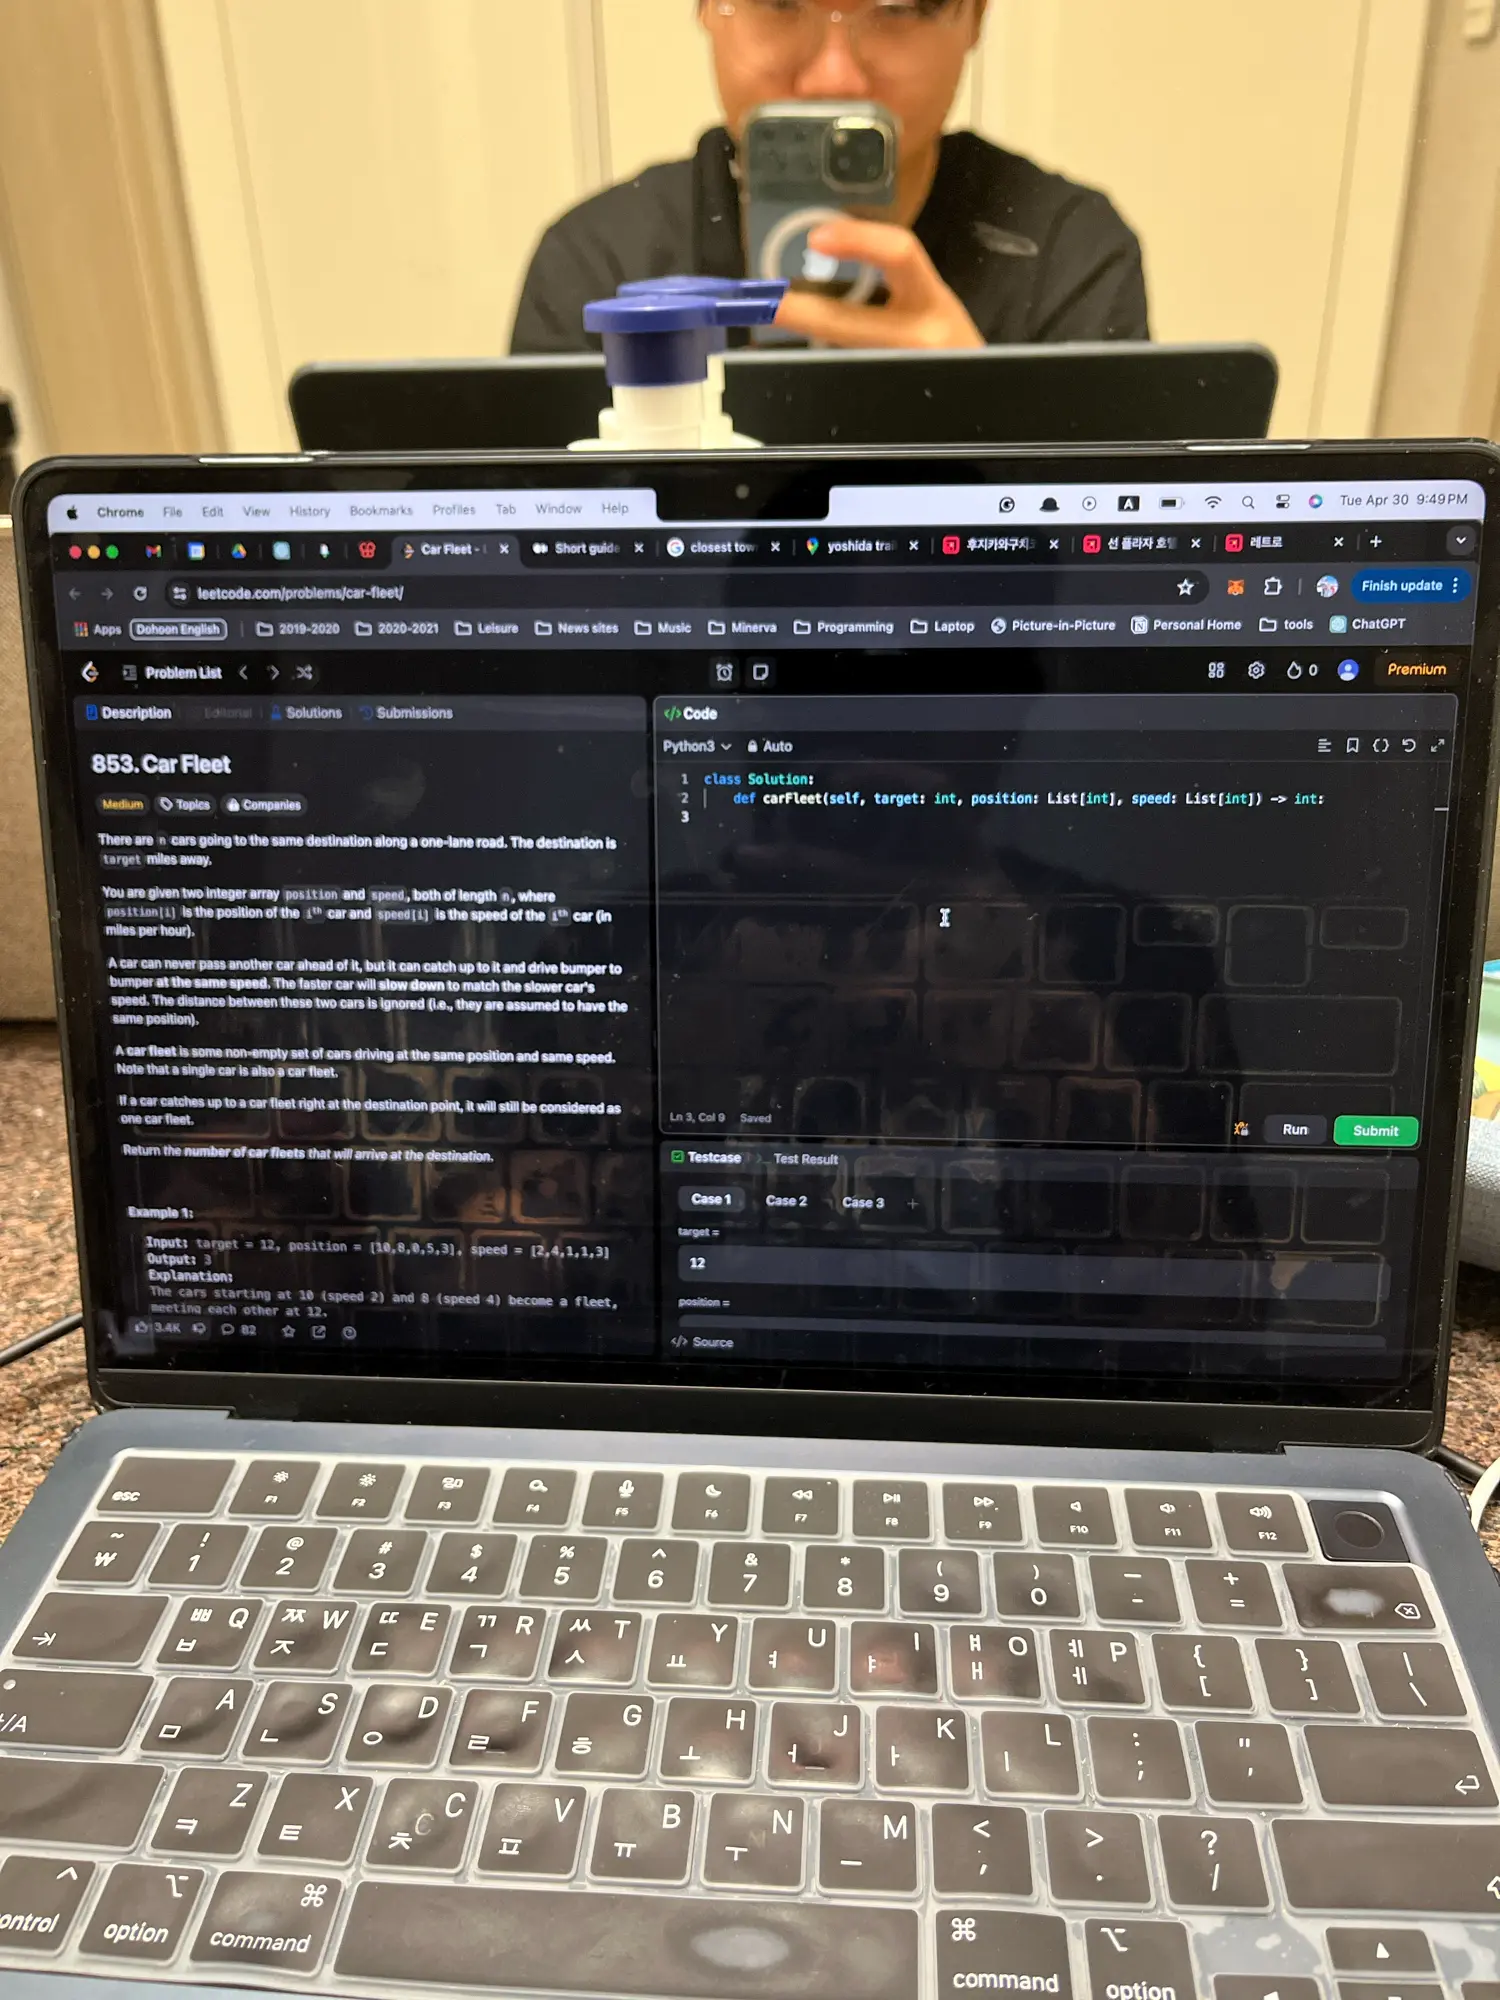 Chrome File Edit View History Bookmarks Profiles Tab Window Help
A
Tue Apr 30 9:49PM
Car Fleet -
Short guide
closest tow
yoshida trai
후지카와구치
선 플라자 호텔
레트로
leetcode.com/problems/car-fleet/
Finish update
Apps
Dohoon English
2019-2020
2020-2021
Leisure
News sites
Music
Minerva
Programming
Laptop
Picture-in-Picture
Personal Home
tools
ChatGPT
Problem List
0
Premium
Description
Editorial
Solutions
Submissions
853. Car Fleet
Medium
Topics
Companies
There are n cars going to the same destination along a one-lane road. The destination is
target miles away.
You are given two integer array position and speed, both of length n, where
position[i] is the position of the ith car and speed[i] is the speed of the ith car (in
miles per hour).
A car can never pass another car ahead of it, but it can catch up to it and drive bumper to
bumper at the same speed. The faster car will slow down to match the slower car's
speed. The distance between these two cars is ignored (i.e., they are assumed to have the
same position).
A car fleet is some non-empty set of cars driving at the same position and same speed.
Note that a single car is also a car fleet.
If a car catches up to a car fleet right at the destination point, it will still be considered as
one car fleet.
Return the number of car fleets that will arrive at the destination.
Example 1:
Input: target = 12, position = [10,8,0,5,3], speed = [2,4,1,1,3]
Output: 3
Explanation:
The cars starting at 10 (speed 2) and 8 (speed 4) become a fleet,
meeting each other at 12.
3.4K
82
</> Code
Python3
Auto
1 class Solution:
2 def carFleet(self, target: int, position: List[int], speed: List[int]) -> int:
3
Ln 3, Col 9 Saved
Run
Submit
Testcase
Test Result
Case 1
Case 2
Case 3
+
target =
12
position =
</> Source
esc F1 F2 F3 F4 F5 F6 F7 F8 F9 F10 F11 F12
~ ₩ ! 1 @ 2 # 3 $ 4 % 5 ^ 6 & 7 * 8 ( 9 ) 0 _ - + =
ㅃ Q ㅂ ㅉ W ㅈ ㄸ E ㄷ ㄲ R ㄱ ㅆ T ㅅ Y ㅛ U ㅕ I ㅑ ㅒ O ㅐ ㅖ P ㅔ { [ } ] | \
/A A ㅁ S ㄴ D ㅇ F ㄹ G ㅎ H ㅗ J ㅓ K ㅏ L ㅣ : ; " '
Z ㅋ X ㅌ C ㅊ V ㅍ B ㅠ N ㅜ M ㅡ < , > . ? /
ontrol option ⌘ command ⌘ command option